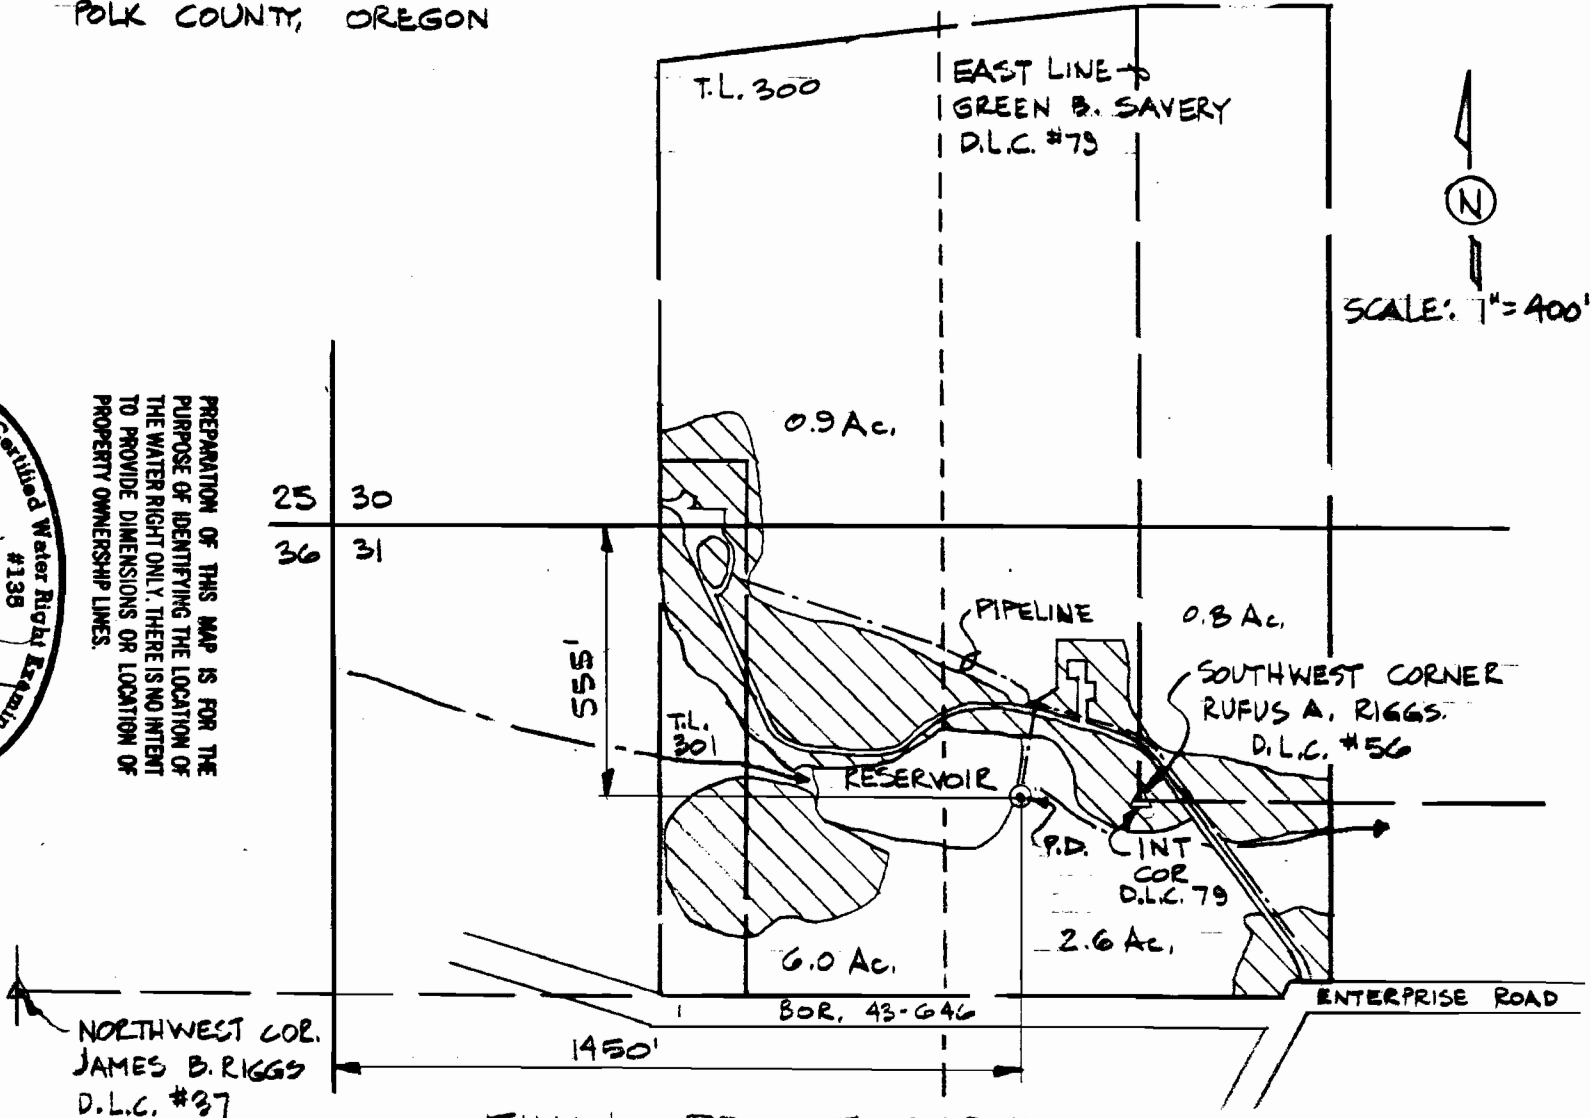 POLK COUNTY, OREGON
T.L. 300
EAST LINE
GREEN B. SAVERY
D.L.C. #79
N
SCALE: 1"=400'
PREPARATION OF THIS MAP IS FOR THE
PURPOSE OF IDENTIFYING THE LOCATION OF
THE WATER RIGHT ONLY. THERE IS NO INTENT
TO PROVIDE DIMENSIONS OR LOCATION OF
PROPERTY OWNERSHIP LINES.
Certified Water Right
#138
0.9 Ac.
25 30
36 31
555'
PIPELINE
0.8 Ac.
SOUTHWEST CORNER
RUFUS A. RIGGS.
D.L.C. #56
T.L.
301
RESERVOIR
P.D.
INT
COR
D.L.C. 79
6.0 Ac.
2.6 Ac.
BOR. 43-646
ENTERPRISE ROAD
NORTHWEST COR.
JAMES B. RIGGS
D.L.C. #37
1450'